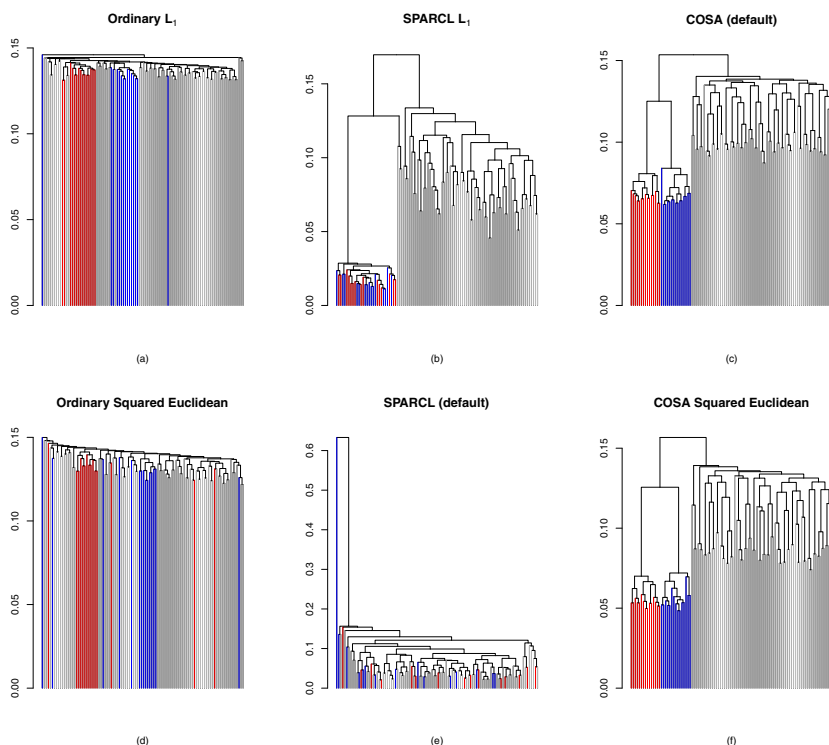 Ordinary L1
SPARCL L1
COSA (default)
0.15
0.10
0.05
0.00
0.15
0.10
0.05
0.00
0.15
0.10
0.05
0.00
(a)
(b)
(c)
Ordinary Squared Euclidean
SPARCL (default)
COSA Squared Euclidean
0.15
0.10
0.05
0.00
0.6
0.5
0.4
0.3
0.2
0.1
0.0
0.15
0.10
0.05
0.00
(d)
(e)
(f)